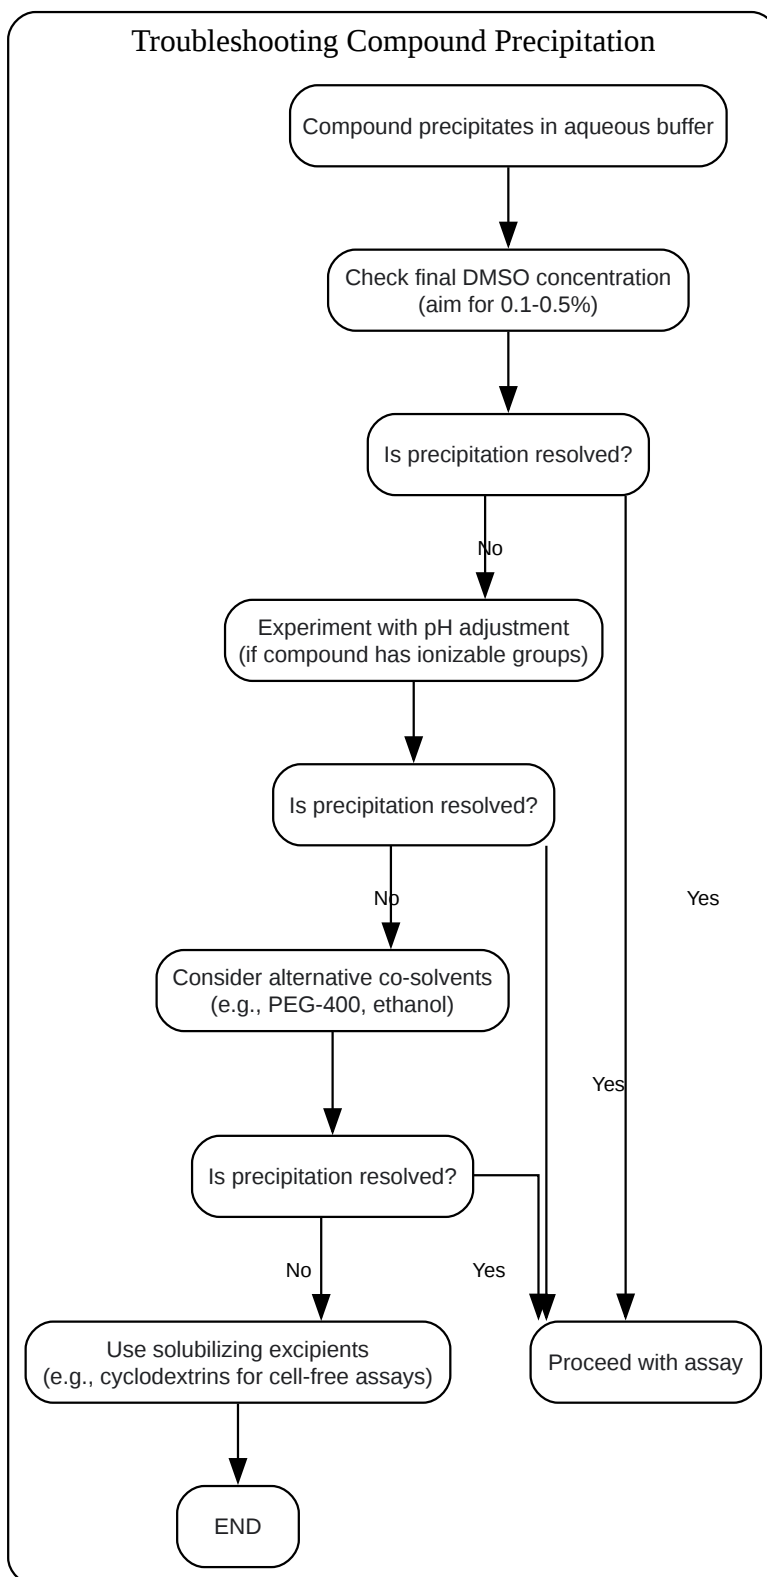 Troubleshooting Compound Precipitation
Compound precipitates in aqueous buffer
Check final DMSO concentration
(aim for 0.1-0.5%)
Is precipitation resolved?
No
Experiment with pH adjustment
(if compound has ionizable groups)
Is precipitation resolved?
No
Yes
Consider alternative co-solvents
(e.g., PEG-400, ethanol)
Yes
Is precipitation resolved?
No
Yes
Use solubilizing excipients
(e.g., cyclodextrins for cell-free assays)
Proceed with assay
END